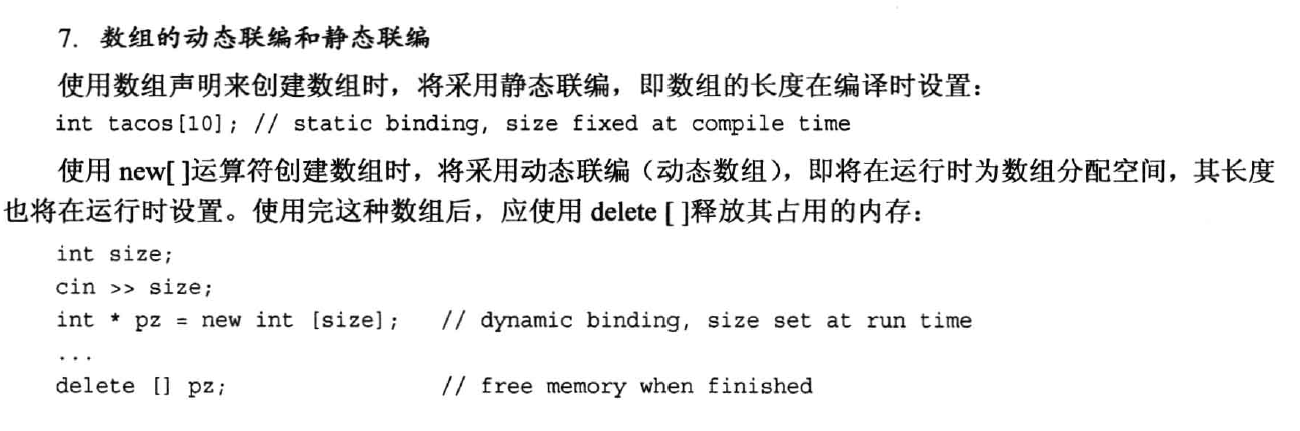 7. 数组的动态联编和静态联编
使用数组声明来创建数组时，将采用静态联编，即数组的长度在编译时设置：
int tacos[10]; // static binding, size fixed at compile time
使用 new[ ]运算符创建数组时，将采用动态联编（动态数组），即将在运行时为数组分配空间，其长度
也将在运行时设置。使用完这种数组后，应使用 delete [ ]释放其占用的内存：
int size;
cin >> size;
int * pz = new int [size]; // dynamic binding, size set at run time
...
delete [] pz; // free memory when finished